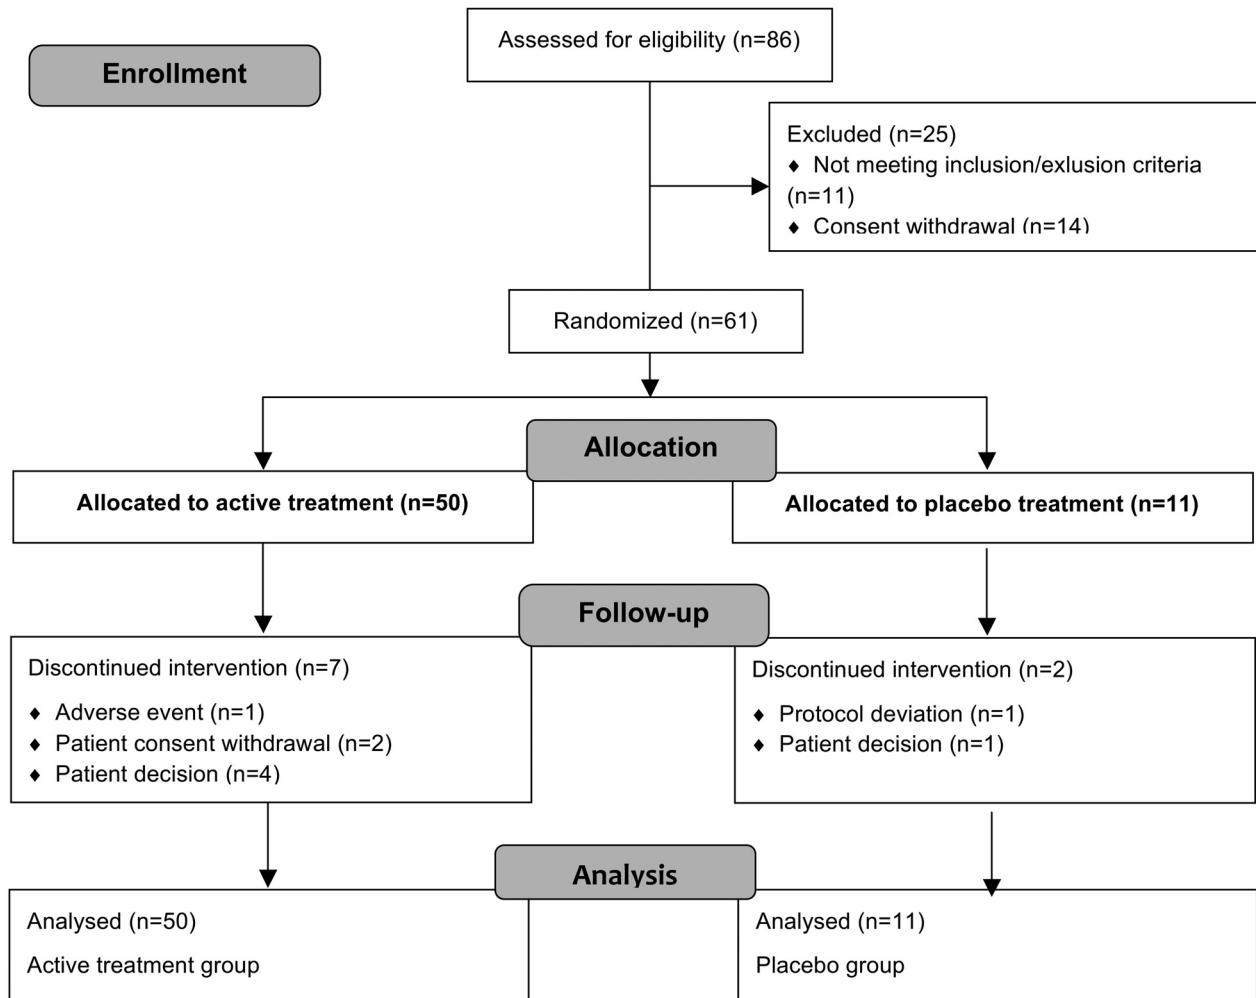 Assessed for eligibility (n=86)
Enrollment
Excluded (n=25)
♦ Not meeting inclusion/exlusion criteria
(n=11)
♦ Consent withdrawal (n=14)
Randomized (n=61)
Allocation
Allocated to active treatment (n=50)
Allocated to placebo treatment (n=11)
Follow-up
Discontinued intervention (n=7)
♦ Adverse event (n=1)
♦ Patient consent withdrawal (n=2)
♦ Patient decision (n=4)
Discontinued intervention (n=2)
♦ Protocol deviation (n=1)
♦ Patient decision (n=1)
Analysis
Analysed (n=50)
Active treatment group
Analysed (n=11)
Placebo group